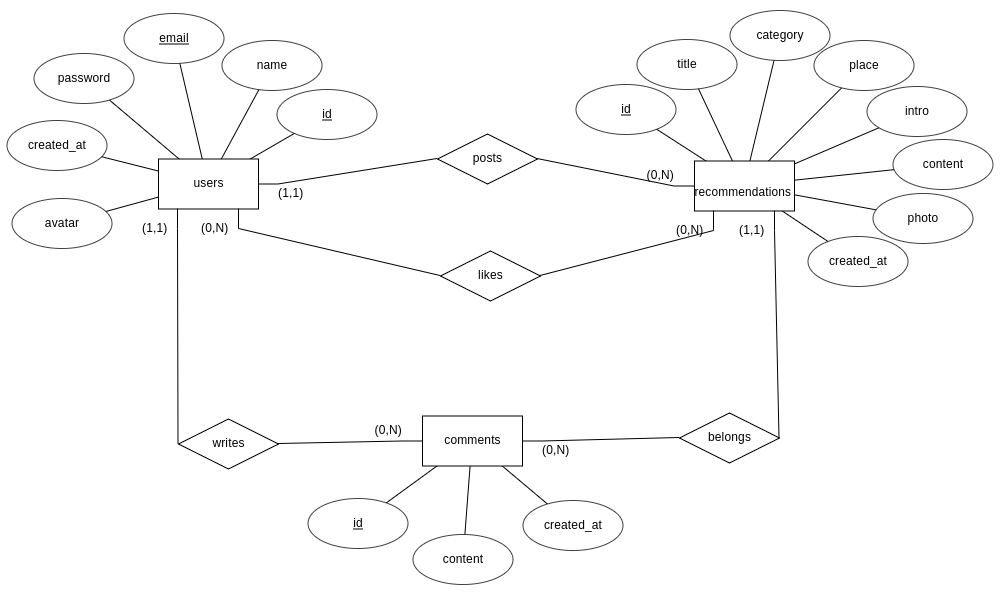 email
category
name
title
place
password
id
id
intro
created_at
posts
content
users
(1,1)
(0,N)
recommendations
avatar
photo
(1,1)
(0,N)
(0,N)
(1,1)
likes
created_at
(0,N)
comments
belongs
writes
(0,N)
id
created_at
content